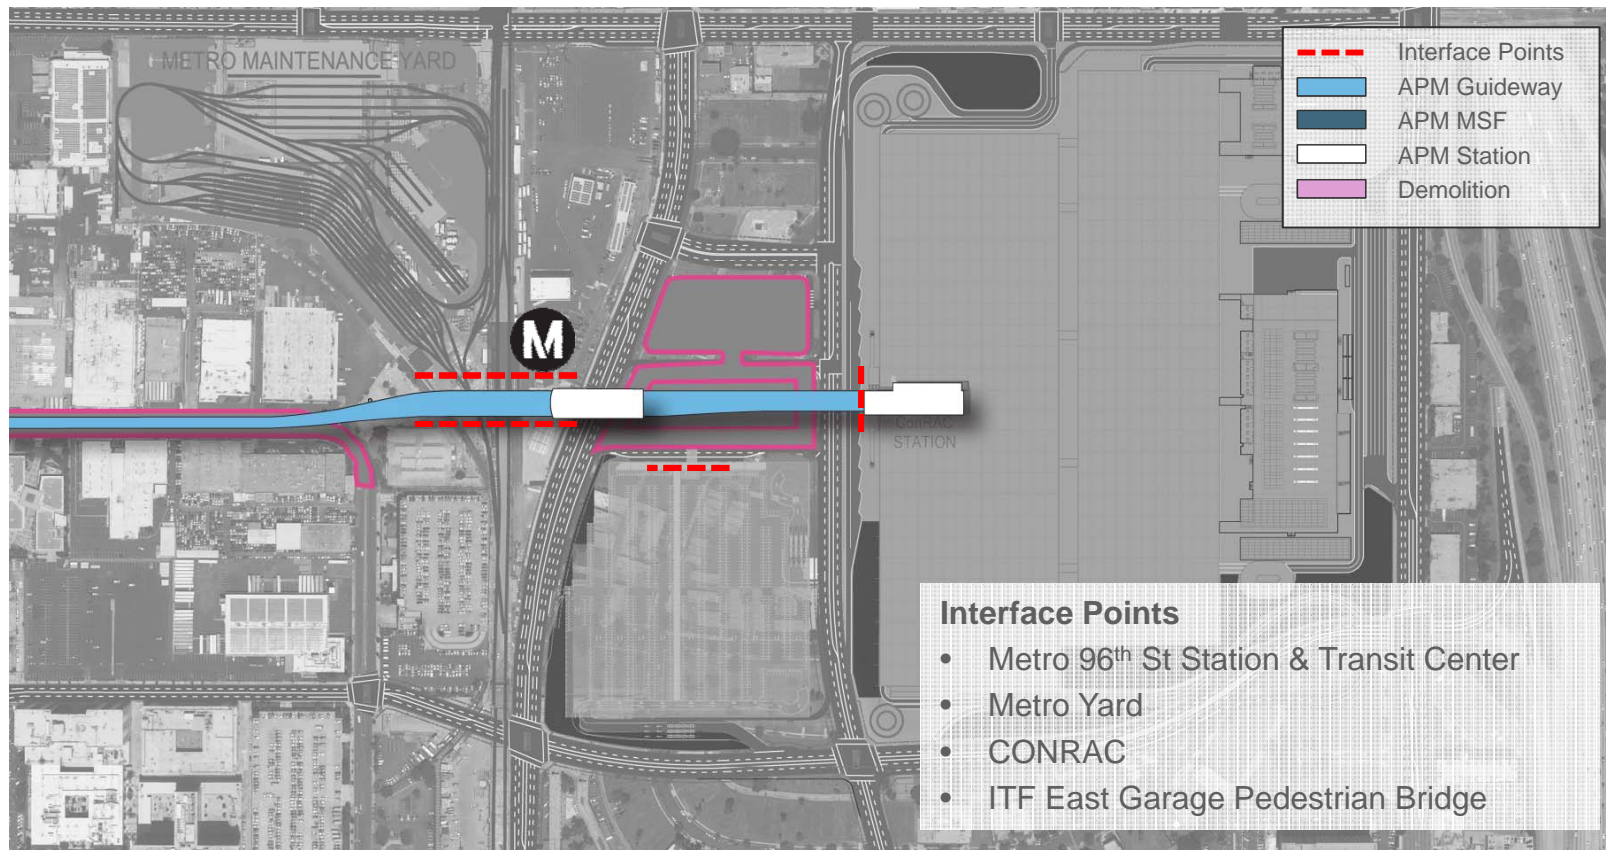 METRO MAINTENANCE YARD
Interface Points
APM Guideway
APM MSF
APM Station
Demolition
M
ConRAC
STATION
Interface Points
• Metro 96th St Station & Transit Center
• Metro Yard
• CONRAC
• ITF East Garage Pedestrian Bridge